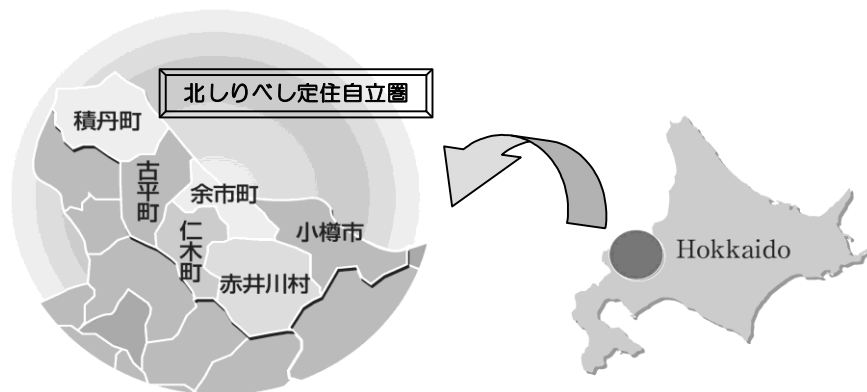 北しりべし定住自立圏
積丹町
古平町
余市町
仁木町
小樽市
赤井川村
Hokkaido